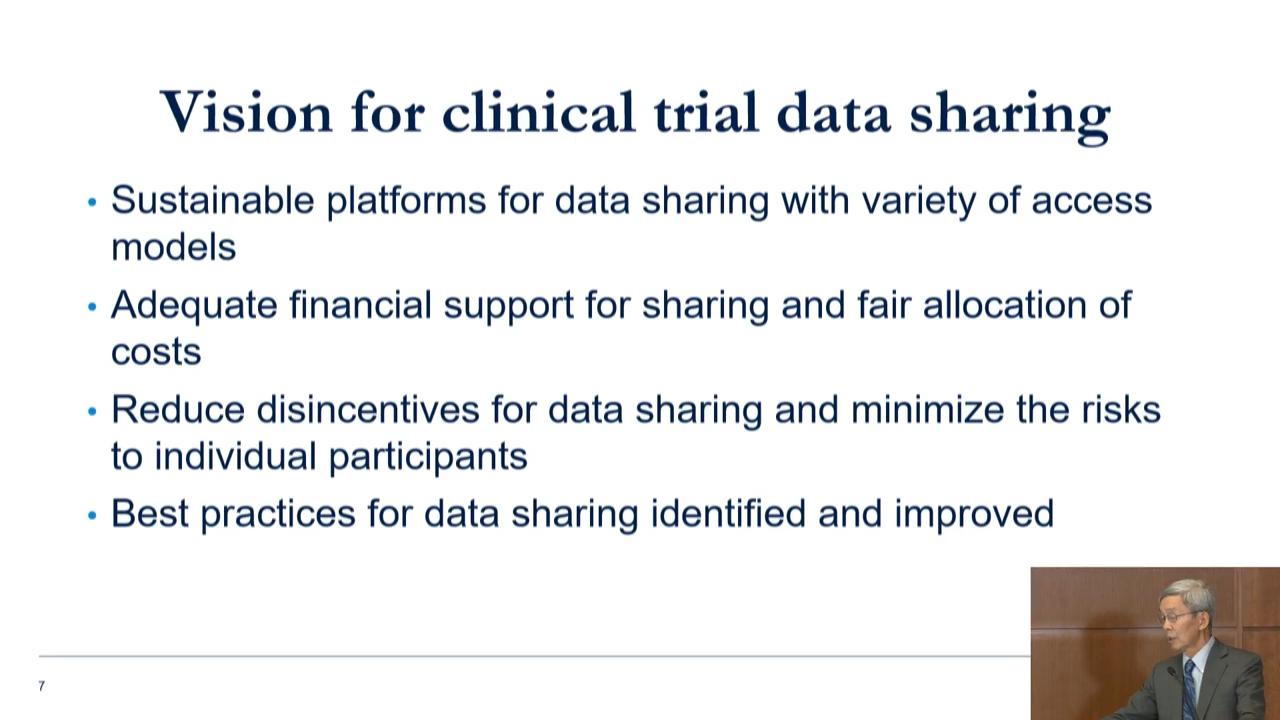 Vision for clinical trial data sharing
• Sustainable platforms for data sharing with variety of access
models
• Adequate financial support for sharing and fair allocation of
costs
• Reduce disincentives for data sharing and minimize the risks
to individual participants
• Best practices for data sharing identified and improved
7